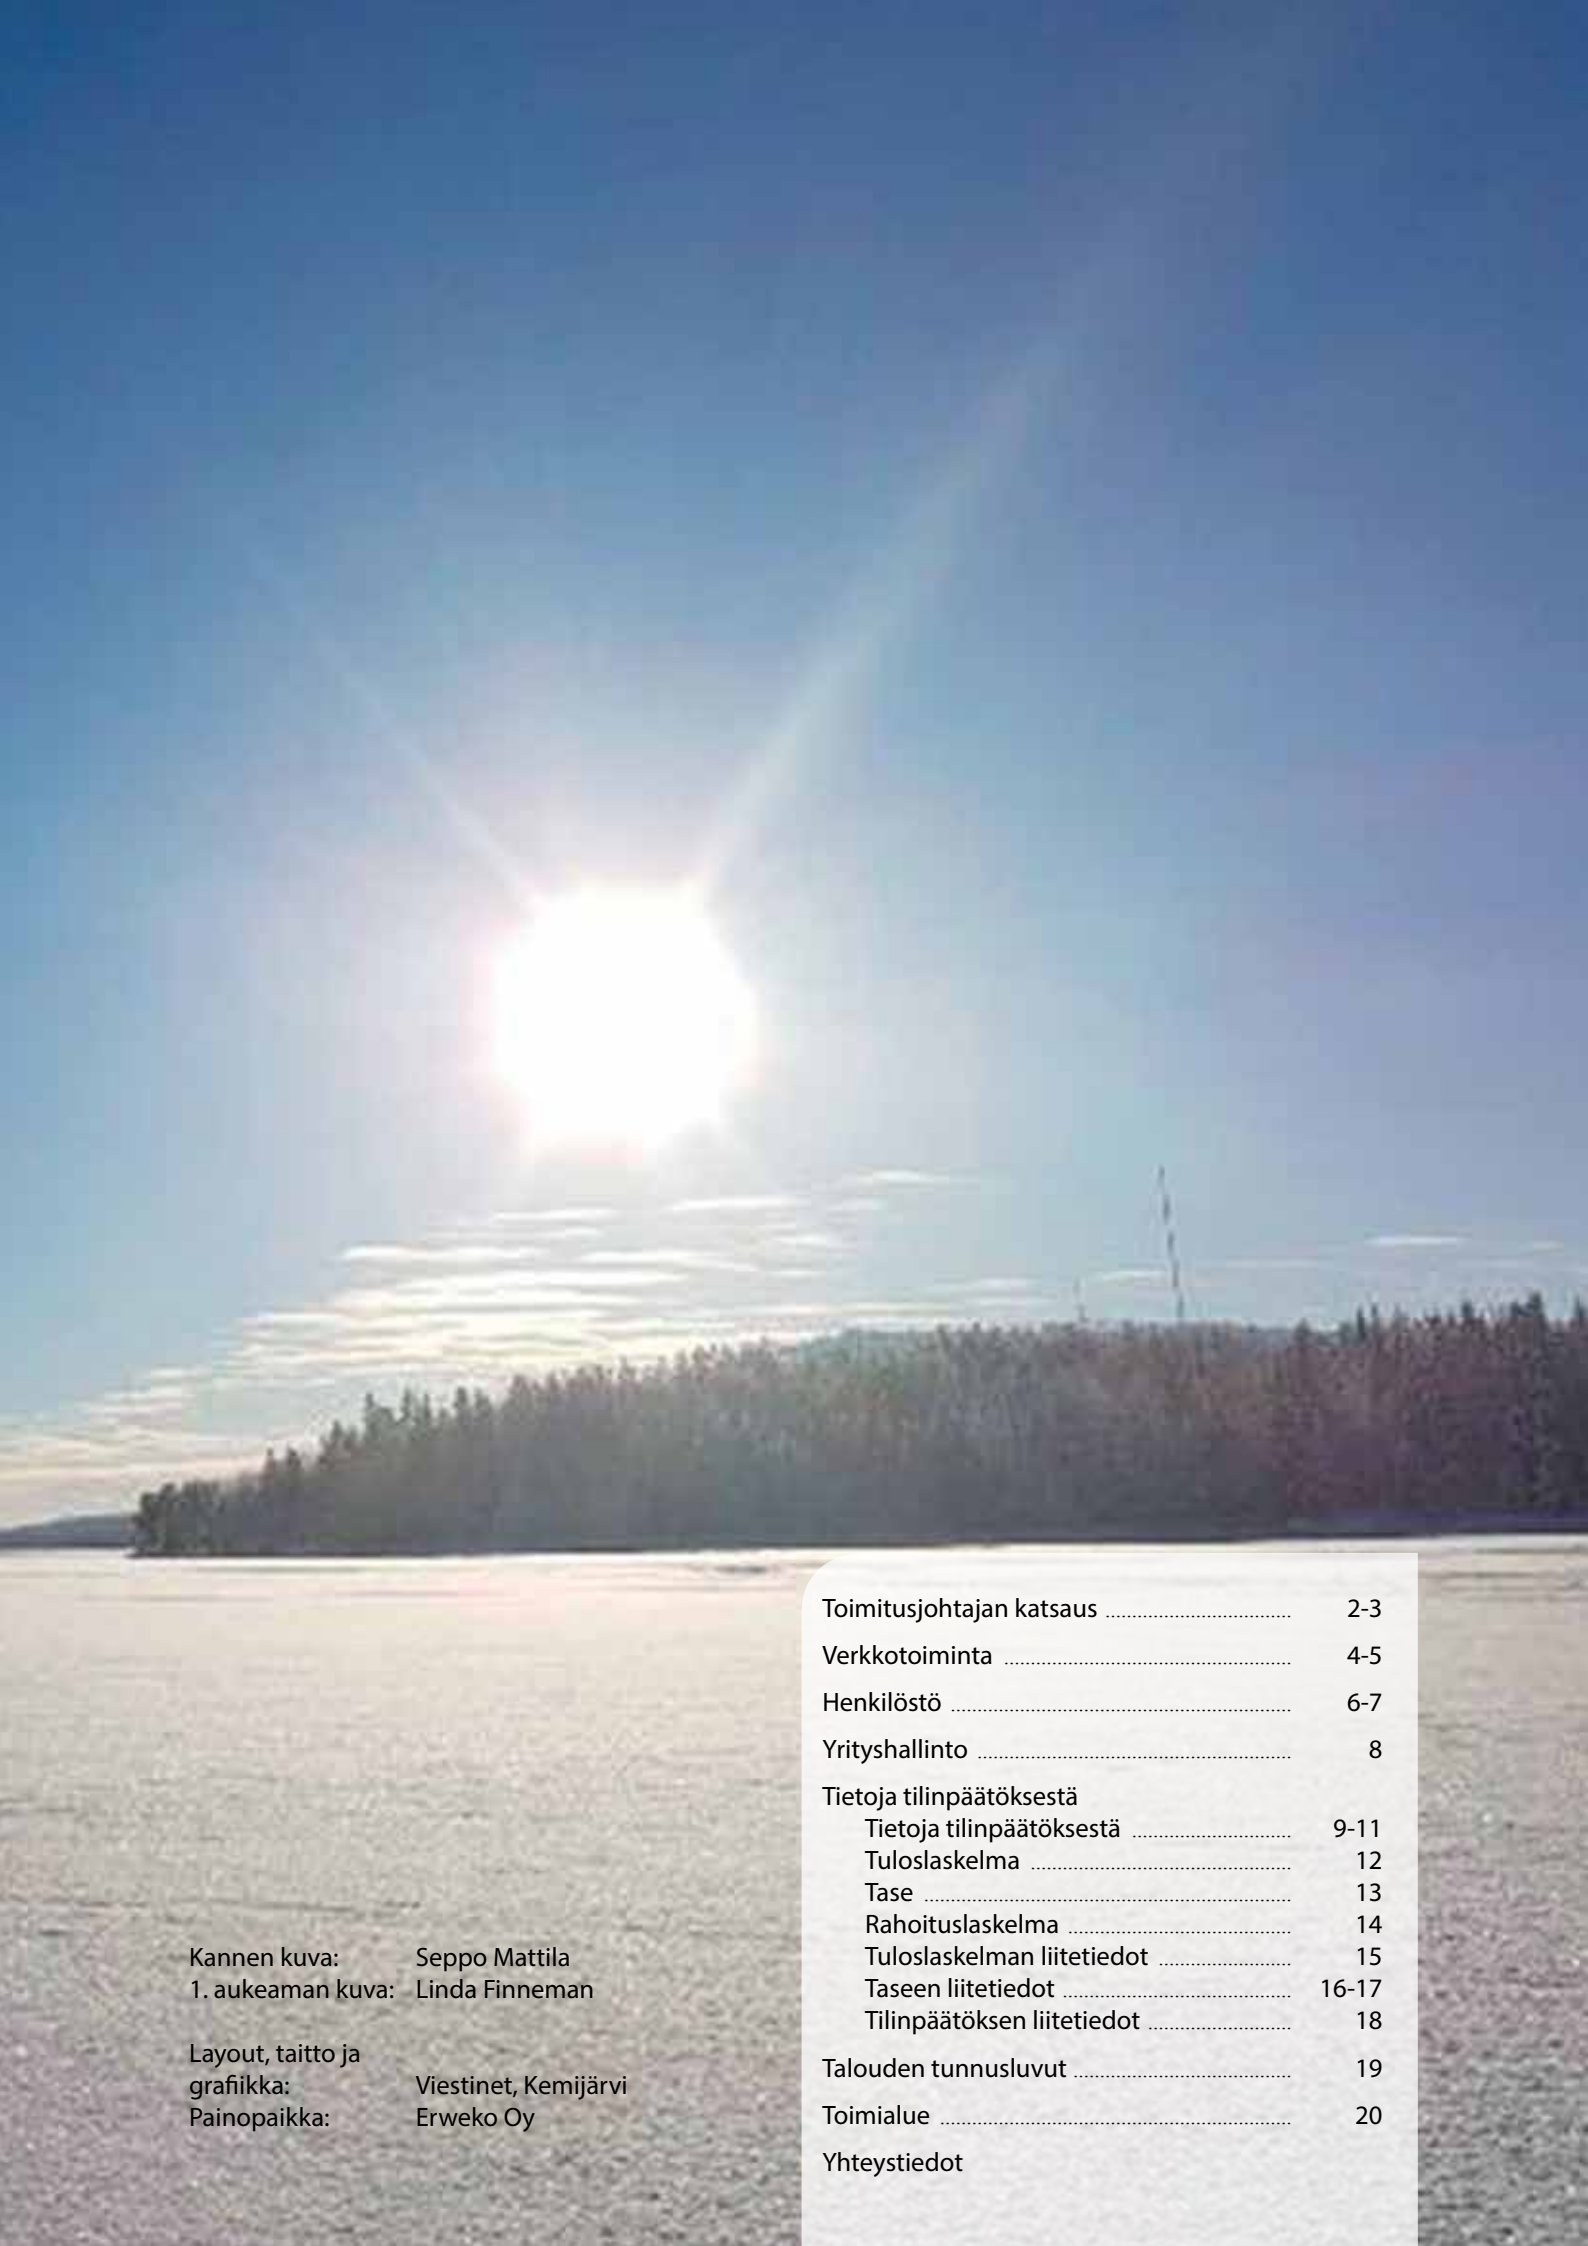 Toimitusjohtajan katsaus 2-3
Verkkotoiminta 4-5
Henkilöstö 6-7
Yrityshallinto 8
Tietoja tilinpäätöksestä
Tietoja tilinpäätöksestä 9-11
Tuloslaskelma 12
Tase 13
Rahoituslaskelma 14
Tuloslaskelman liitetiedot 15
Taseen liitetiedot 16-17
Tilinpäätöksen liitetiedot 18
Talouden tunnusluvut 19
Toimialue 20
Yhteystiedot
Kannen kuva: Seppo Mattila
1. aukeaman kuva: Linda Finneman
Layout, taitto ja
grafiikka: Viestinet, Kemijärvi
Painopaikka: Erweko Oy